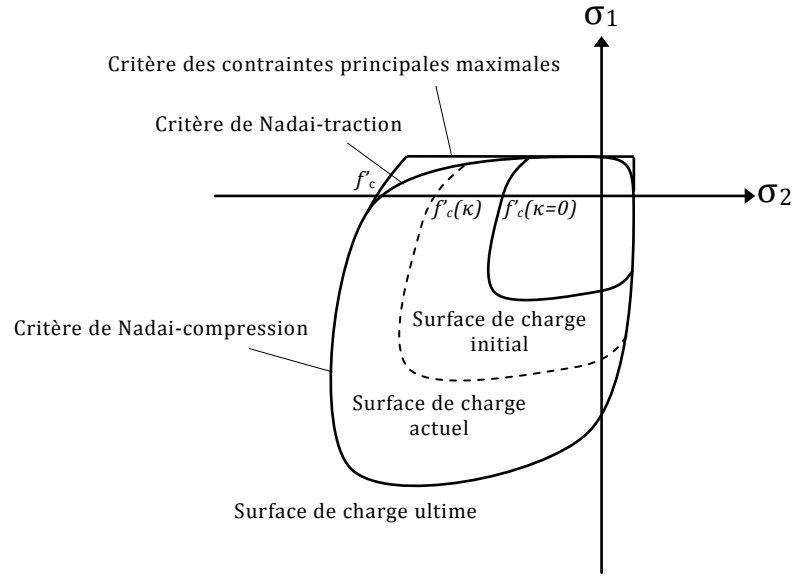 σ1
Critère des contraintes principales maximales
Critère de Nadai-traction
f'c
σ2
f'c(κ)
f'c(κ=0)
Surface de charge
initial
Critère de Nadai-compression
Surface de charge
actuel
Surface de charge ultime